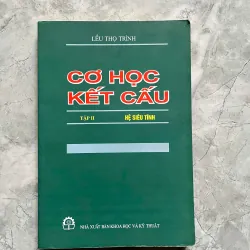 LỀU THỌ TRÌNH
CƠ HỌC
KẾT CẤU
TẬP II HỆ SIÊU TĨNH
NHÀ XUẤT BẢN KHOA HỌC VÀ KỸ THUẬT